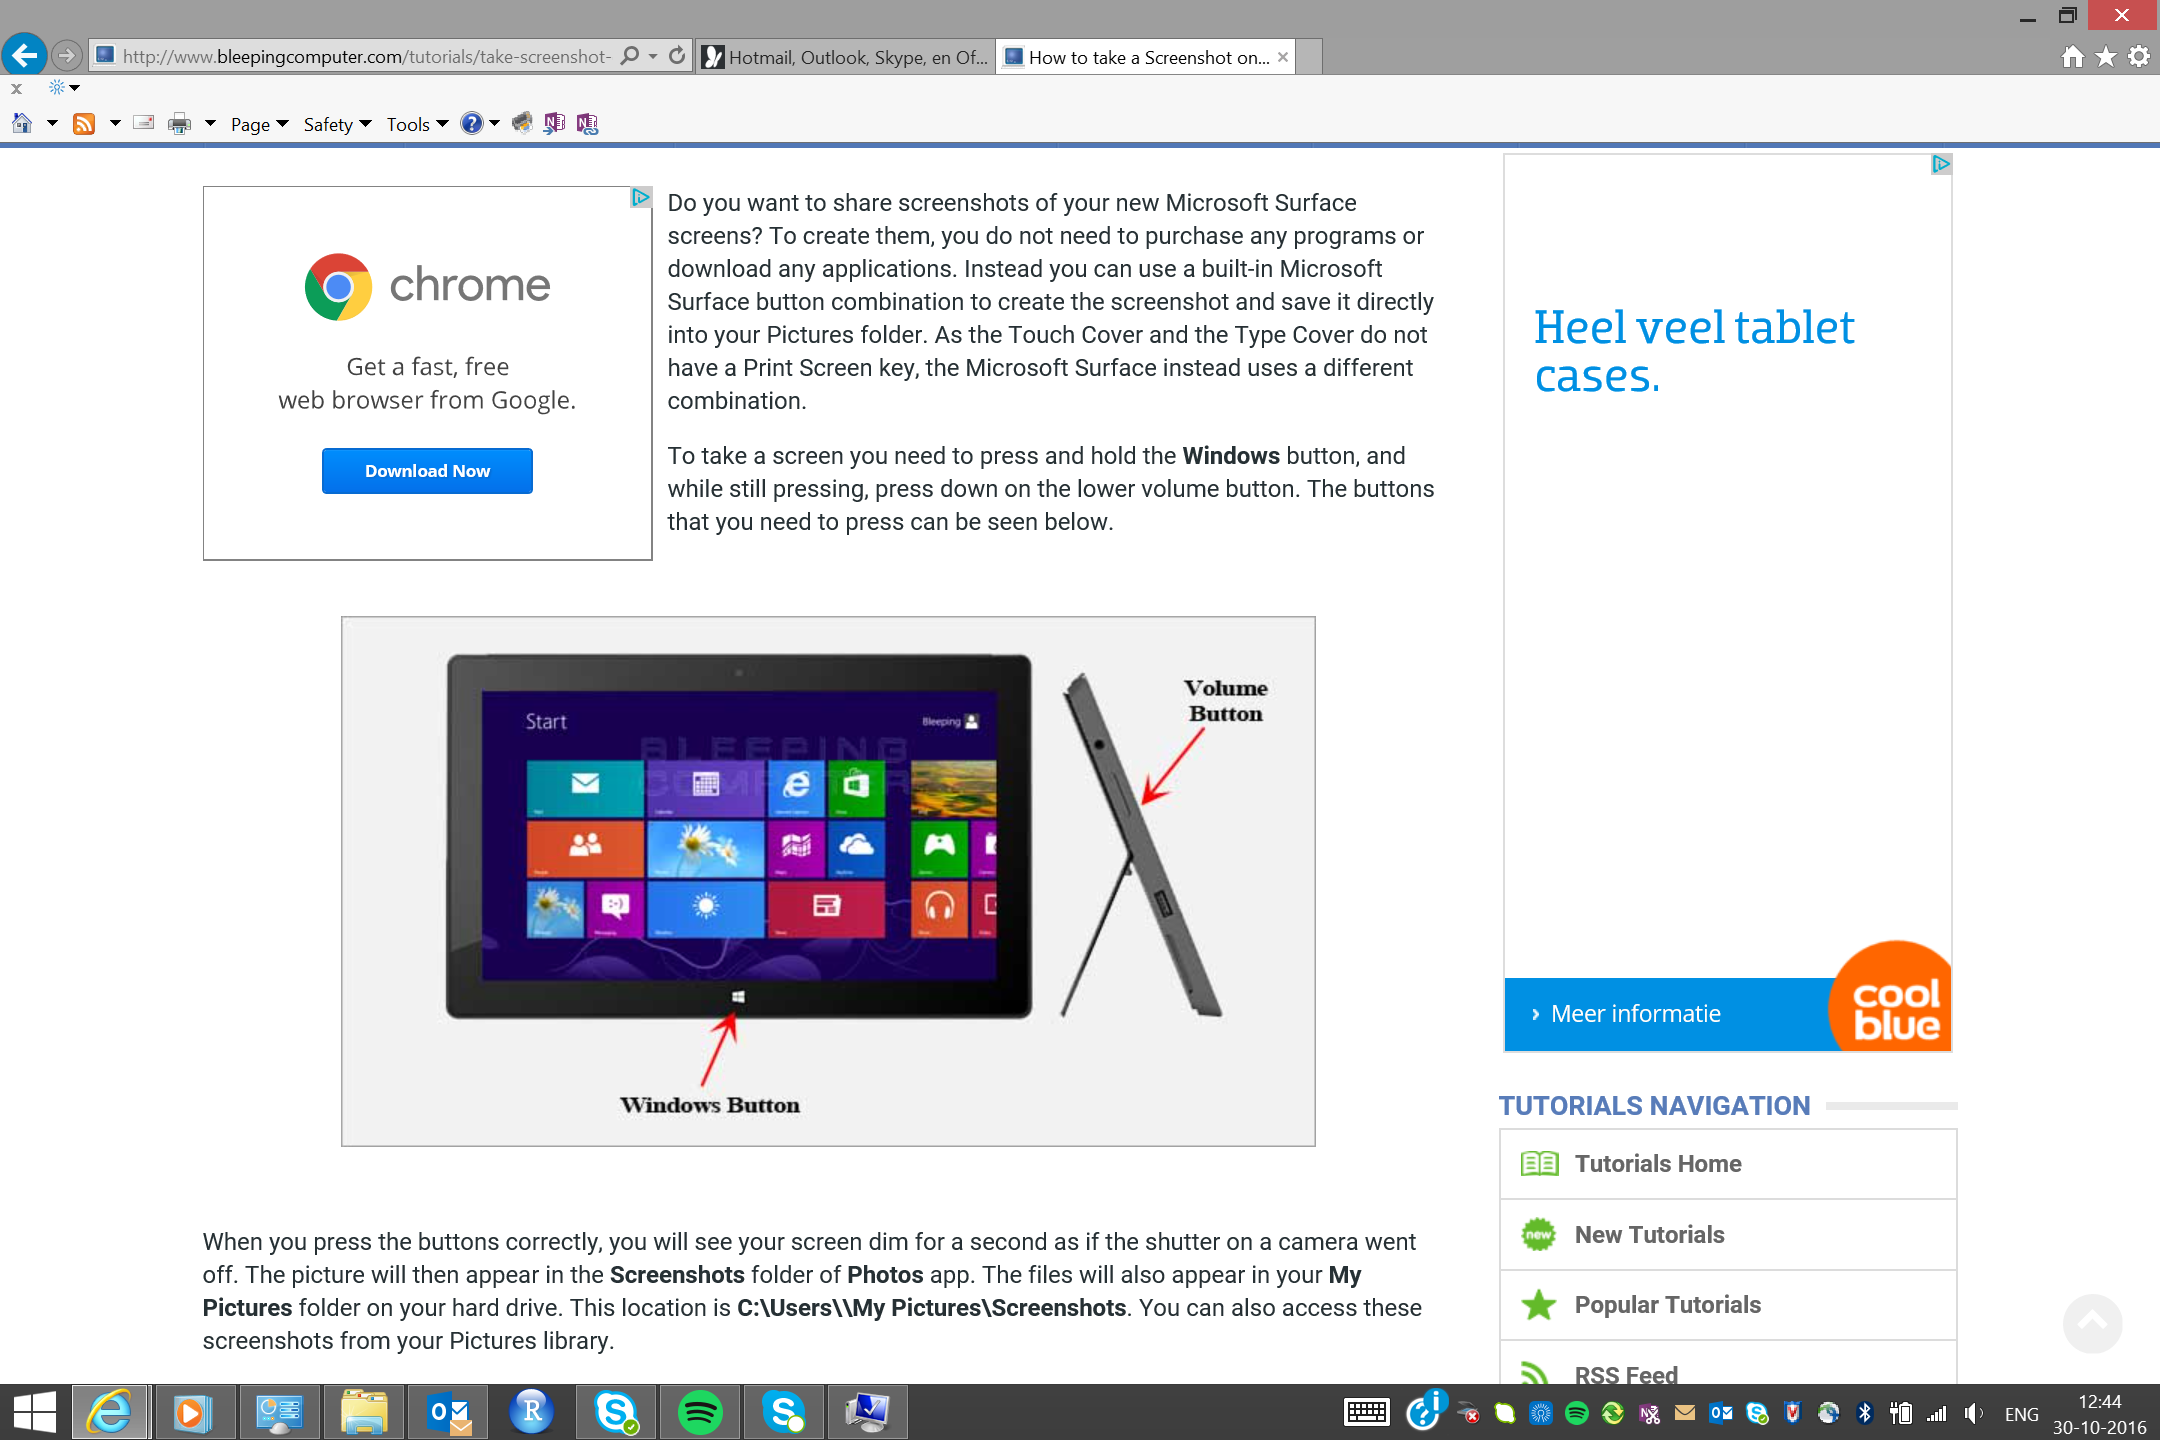 http://www.bleepingcomputer.com/tutorials/take-screenshot-
Hotmail, Outlook, Skype, en Of...
How to take a Screenshot on...
Page
Safety
Tools
chrome
Get a fast, free
web browser from Google.
Download Now
Do you want to share screenshots of your new Microsoft Surface
screens? To create them, you do not need to purchase any programs or
download any applications. Instead you can use a built-in Microsoft
Surface button combination to create the screenshot and save it directly
into your Pictures folder. As the Touch Cover and the Type Cover do not
have a Print Screen key, the Microsoft Surface instead uses a different
combination.
To take a screen you need to press and hold the Windows button, and
while still pressing, press down on the lower volume button. The buttons
that you need to press can be seen below.
Start
Bleeping
BLEEPING
COMPUTER
Volume
Button
Windows Button
When you press the buttons correctly, you will see your screen dim for a second as if the shutter on a camera went
off. The picture will then appear in the Screenshots folder of Photos app. The files will also appear in your My
Pictures folder on your hard drive. This location is C:\Users\\My Pictures\Screenshots. You can also access these
screenshots from your Pictures library.
Heel veel tablet
cases.
Meer informatie
cool
blue
TUTORIALS NAVIGATION
Tutorials Home
new
New Tutorials
Popular Tutorials
RSS Feed
ENG
12:44
30-10-2016